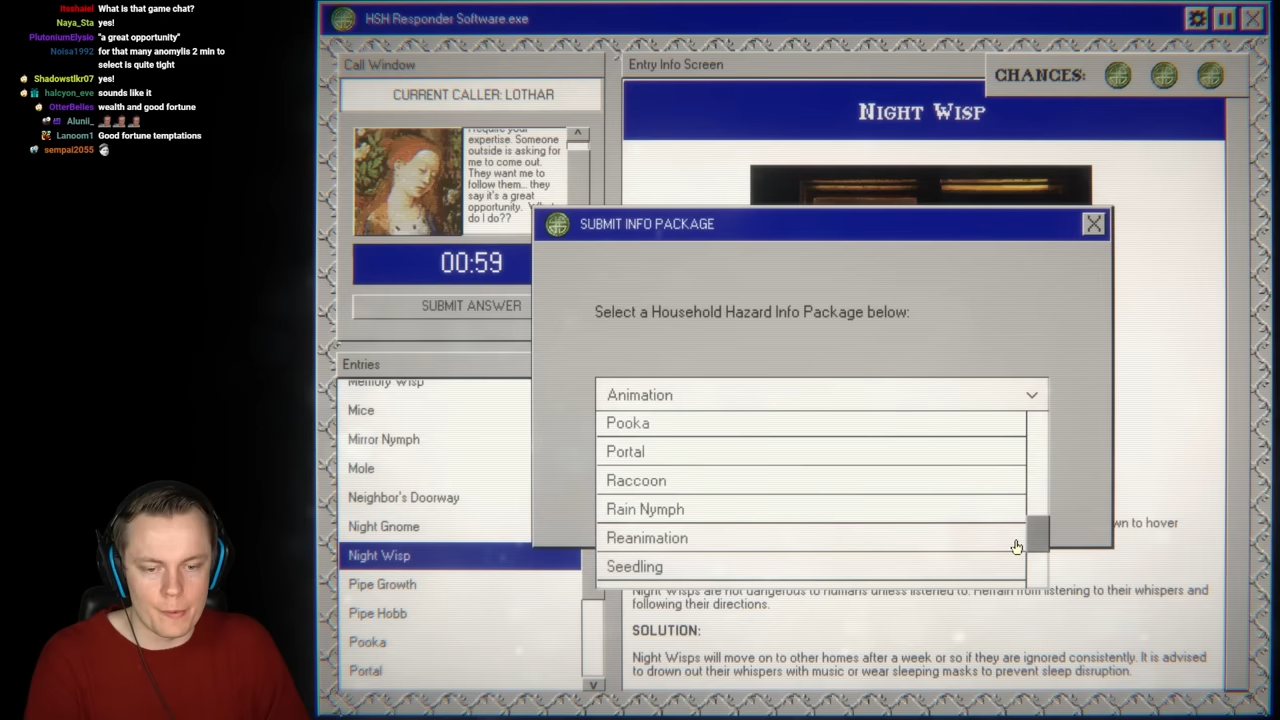 itsshaiel What is that game chat?
Naya_Sta yes!
PlutoniumElysio "a great opportunity"
Noisa1992 for that many anomylis 2 min to
select is quite tight
Shadowstlkr07 yes!
halcyon_eve sounds like it
OtterBelles wealth and good fortune
Alunii_
Lanoom1 Good fortune temptations
sempai2055
HSH Responder Software.exe
Call Window
CURRENT CALLER: LOTHAR
I require your
expertise. Someone
outside is asking for
me to come out.
They want me to
follow them... they
say it's a great
opportunity.
do I do??
00:59
SUBMIT ANSWER
Entries
Memory Wisp
Mice
Mirror Nymph
Mole
Neighbor's Doorway
Night Gnome
Night Wisp
Pipe Growth
Pipe Hobb
Pooka
Portal
Entry Info Screen
CHANCES:
NIGHT WISP
SUBMIT INFO PACKAGE
Select a Household Hazard Info Package below:
Animation
Pooka
Portal
Raccoon
Rain Nymph
Reanimation
Seedling
wn to hover
Night Wisps are not dangerous to humans unless listened to. Refrain from listening to their whispers and
following their directions.
SOLUTION:
Night Wisps will move on to other homes after a week or so if they are ignored consistently. It is advised
to drown out their whispers with music or wear sleeping masks to prevent sleep disruption.